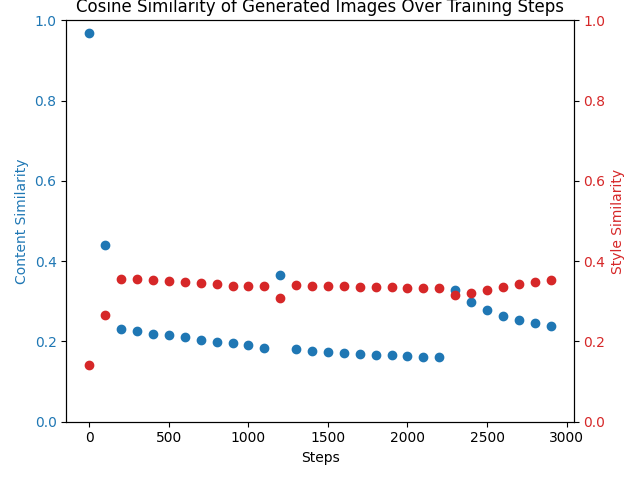 Cosine Similarity of Generated Images Over Training Steps
1.0 1.0
0.8 0.8
0.6 0.6
0.4 0.4
0.2 0.2
0.0 0.0
Content Similarity
Style Similarity
0 500 1000 1500 2000 2500 3000
Steps